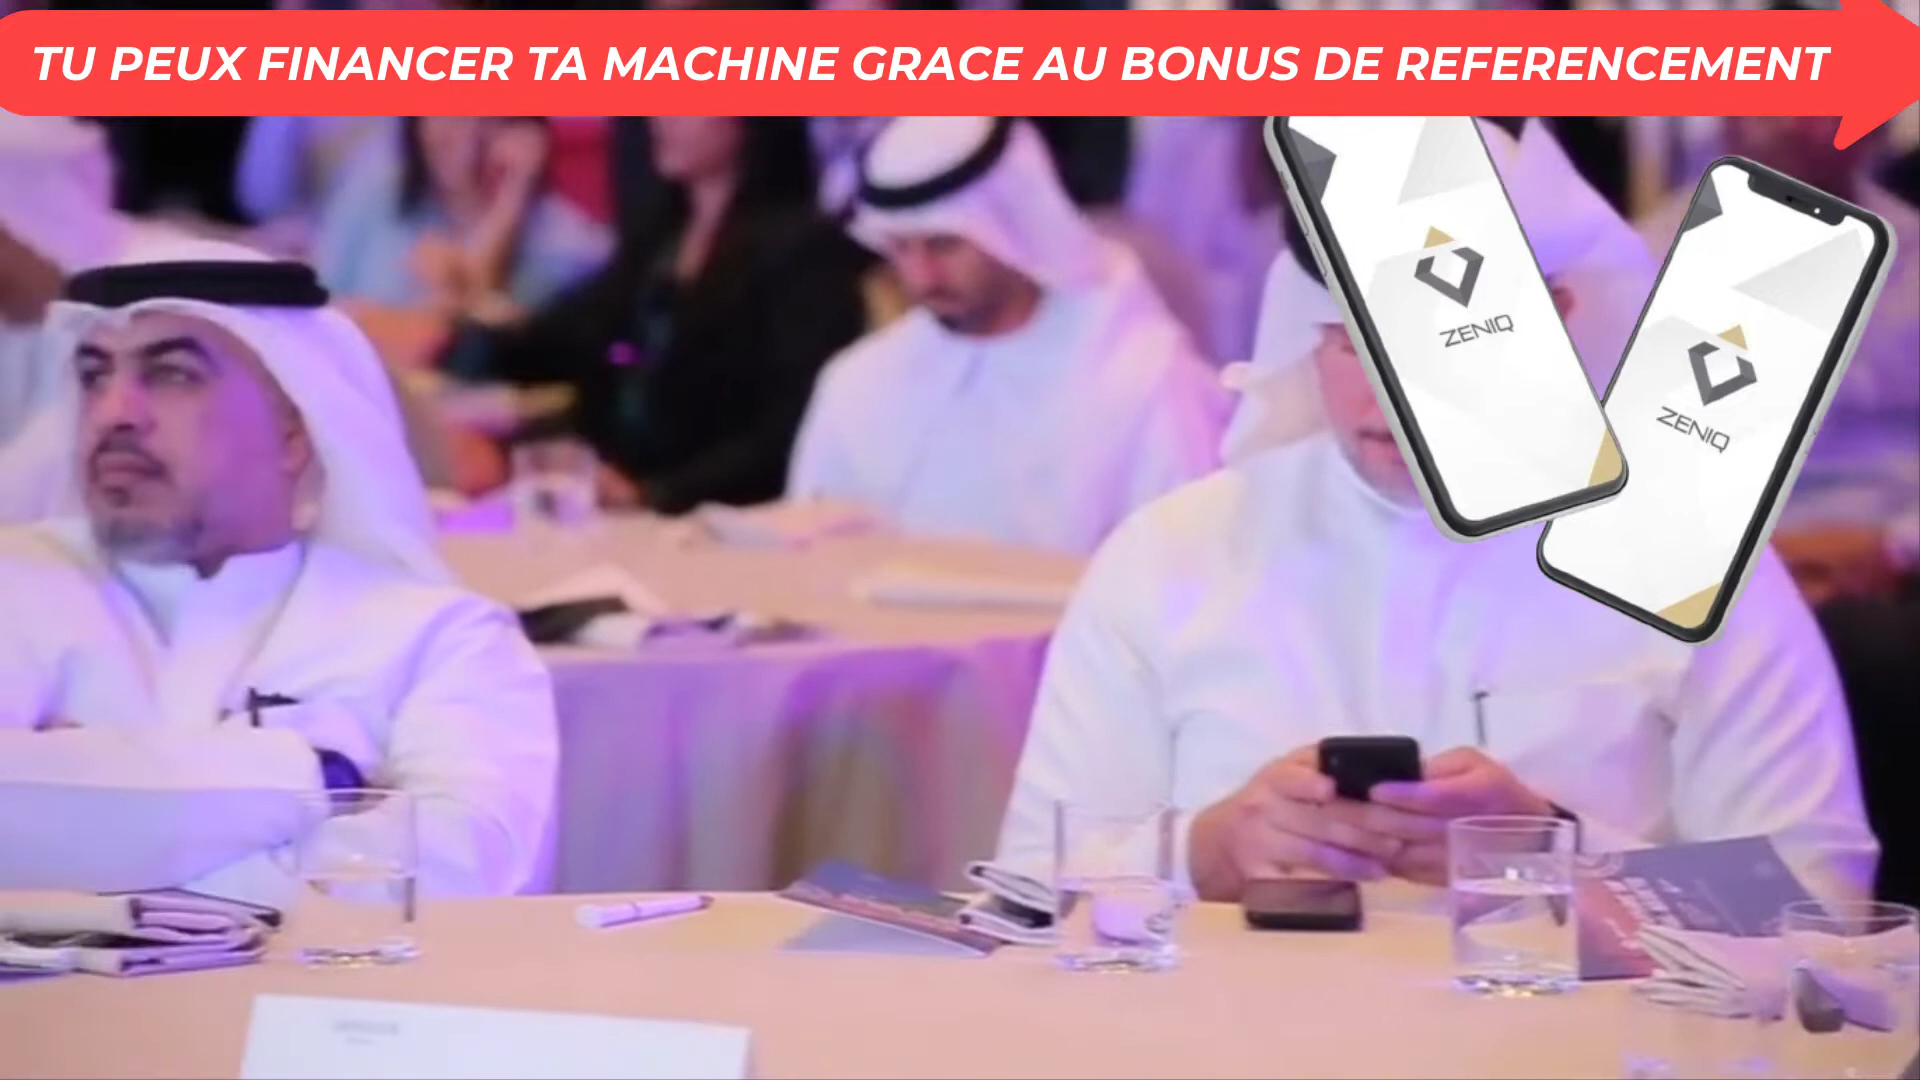 TU PEUX FINANCER TA MACHINE GRACE AU BONUS DE REFERENCEMENT
ZENIQ
ZENIQ